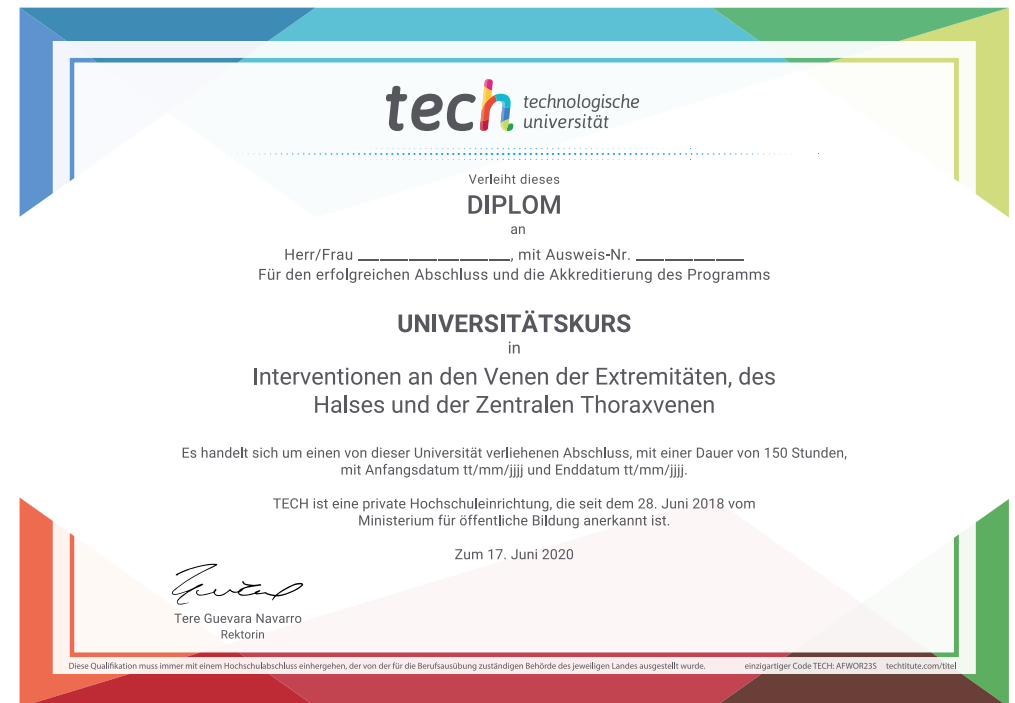 tech technologische
universität
Verleiht dieses
DIPLOM
an
Herr/Frau ____________________, mit Ausweis-Nr. ______________
Für den erfolgreichen Abschluss und die Akkreditierung des Programms
UNIVERSITÄTSKURS
in
Interventionen an den Venen der Extremitäten, des
Halses und der Zentralen Thoraxvenen
Es handelt sich um einen von dieser Universität verliehenen Abschluss, mit einer Dauer von 150 Stunden,
mit Anfangsdatum tt/mm/jjjj und Enddatum tt/mm/jjjj.
TECH ist eine private Hochschuleinrichtung, die seit dem 28. Juni 2018 vom
Ministerium für öffentliche Bildung anerkannt ist.
Zum 17. Juni 2020
Tere Guevara Navarro
Rektorin
Diese Qualifikation muss immer mit einem Hochschulabschluss einhergehen, der von der für die Berufsausübung zuständigen Behörde des jeweiligen Landes ausgestellt wurde. einzigartiger Code TECH: AFWOR23S techtitute.com/titel